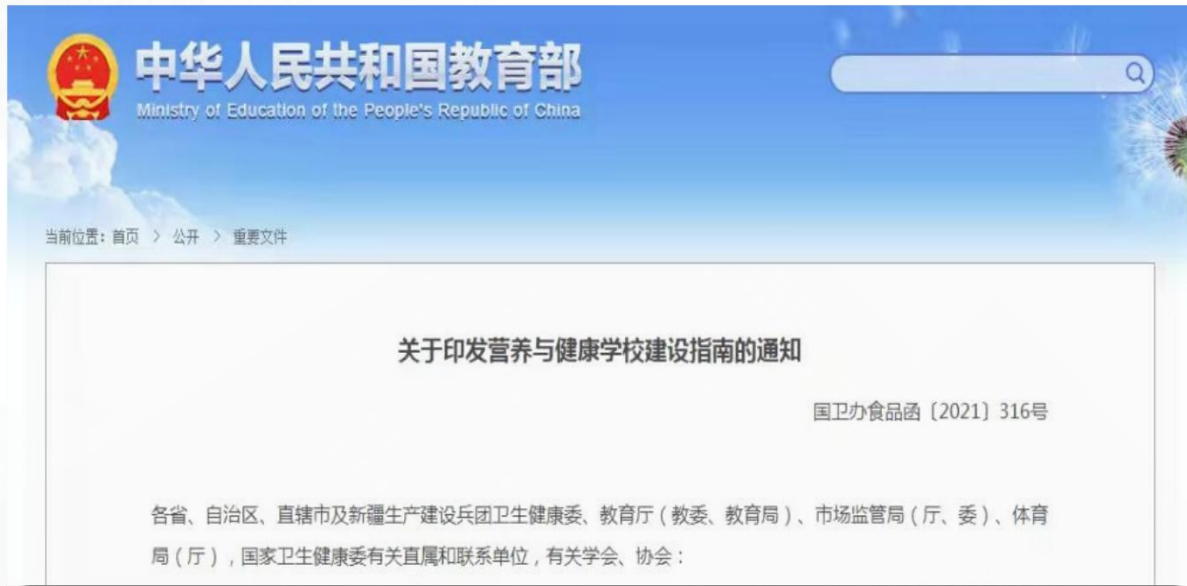 中华人民共和国教育部
Ministry of Education of the People's Republic of China
当前位置：首页 > 公开 > 重要文件
关于印发营养与健康学校建设指南的通知
国卫办食品函〔2021〕316号
各省、自治区、直辖市及新疆生产建设兵团卫生健康委、教育厅（教委、教育局）、市场监管局（厅、委）、体育
局（厅），国家卫生健康委有关直属和联系单位，有关学会、协会：